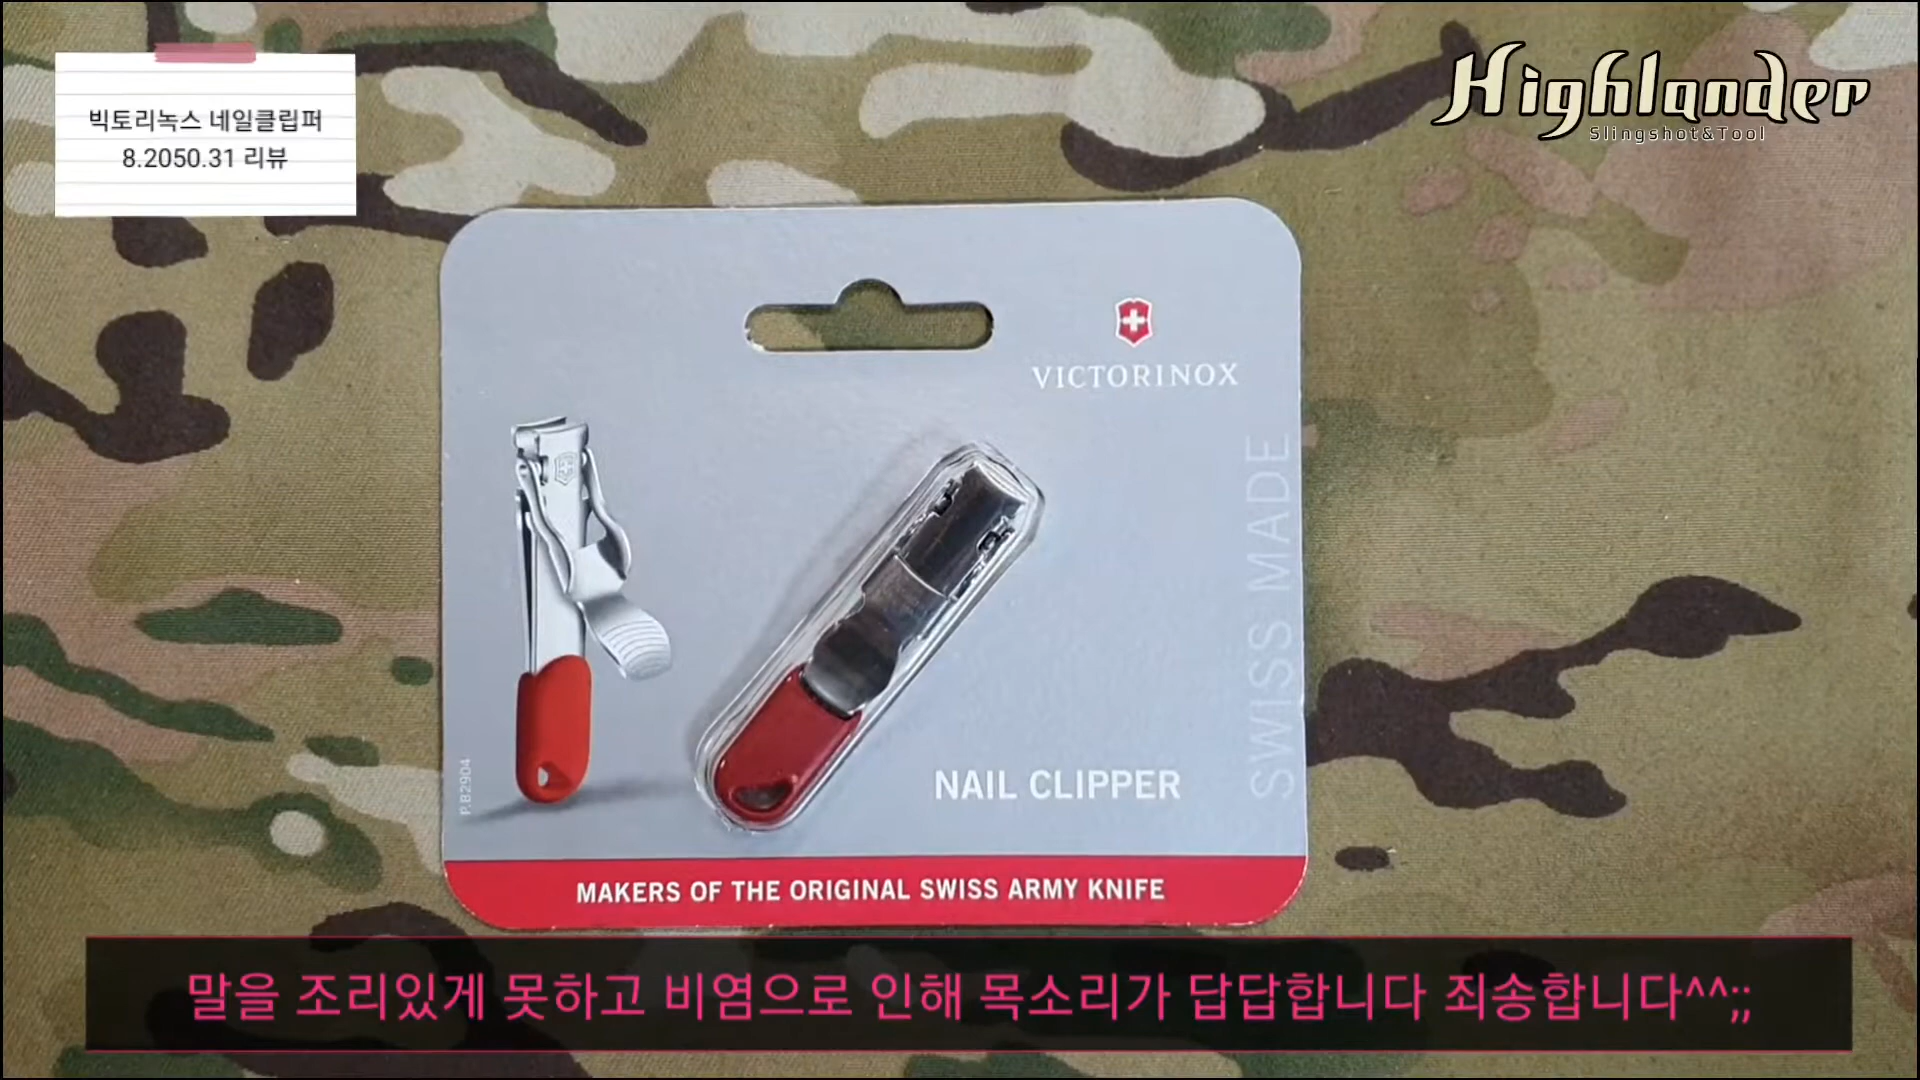 빅토리녹스 네일클립퍼
8.2050.31 리뷰
Highlander
Slingshot&Tool
VICTORINOX
SWISS MADE
P.B2904
NAIL CLIPPER
MAKERS OF THE ORIGINAL SWISS ARMY KNIFE
말을 조리있게 못하고 비염으로 인해 목소리가 답답합니다 죄송합니다^^;;